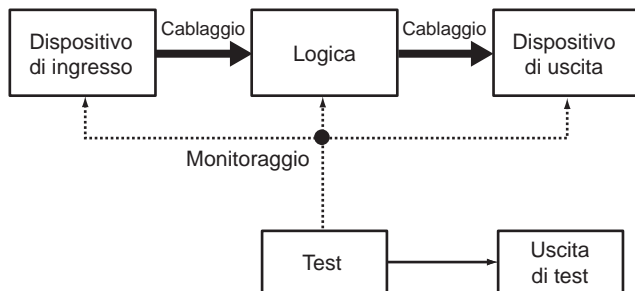 Dispositivo
di ingresso
Cablaggio
Logica
Cablaggio
Dispositivo
di uscita
Monitoraggio
Test
Uscita
di test